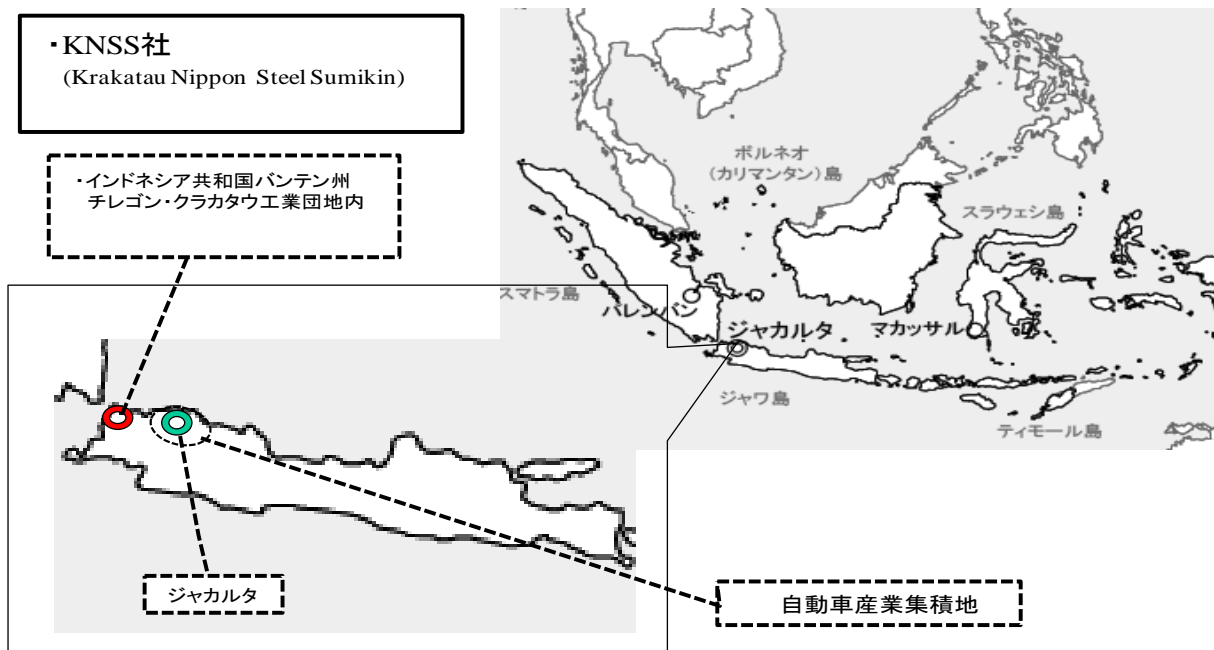 ・KNSS社
(Krakatau Nippon Steel Sumikin)
・インドネシア共和国バンテン州
チレゴン・クラカタウ工業団地内
ボルネオ
(カリマンタン)島
スラウェシ島
スマトラ島
パレンバン
ジャカルタ
マカッサル
ジャワ島
ティモール島
ジャカルタ
自動車産業集積地